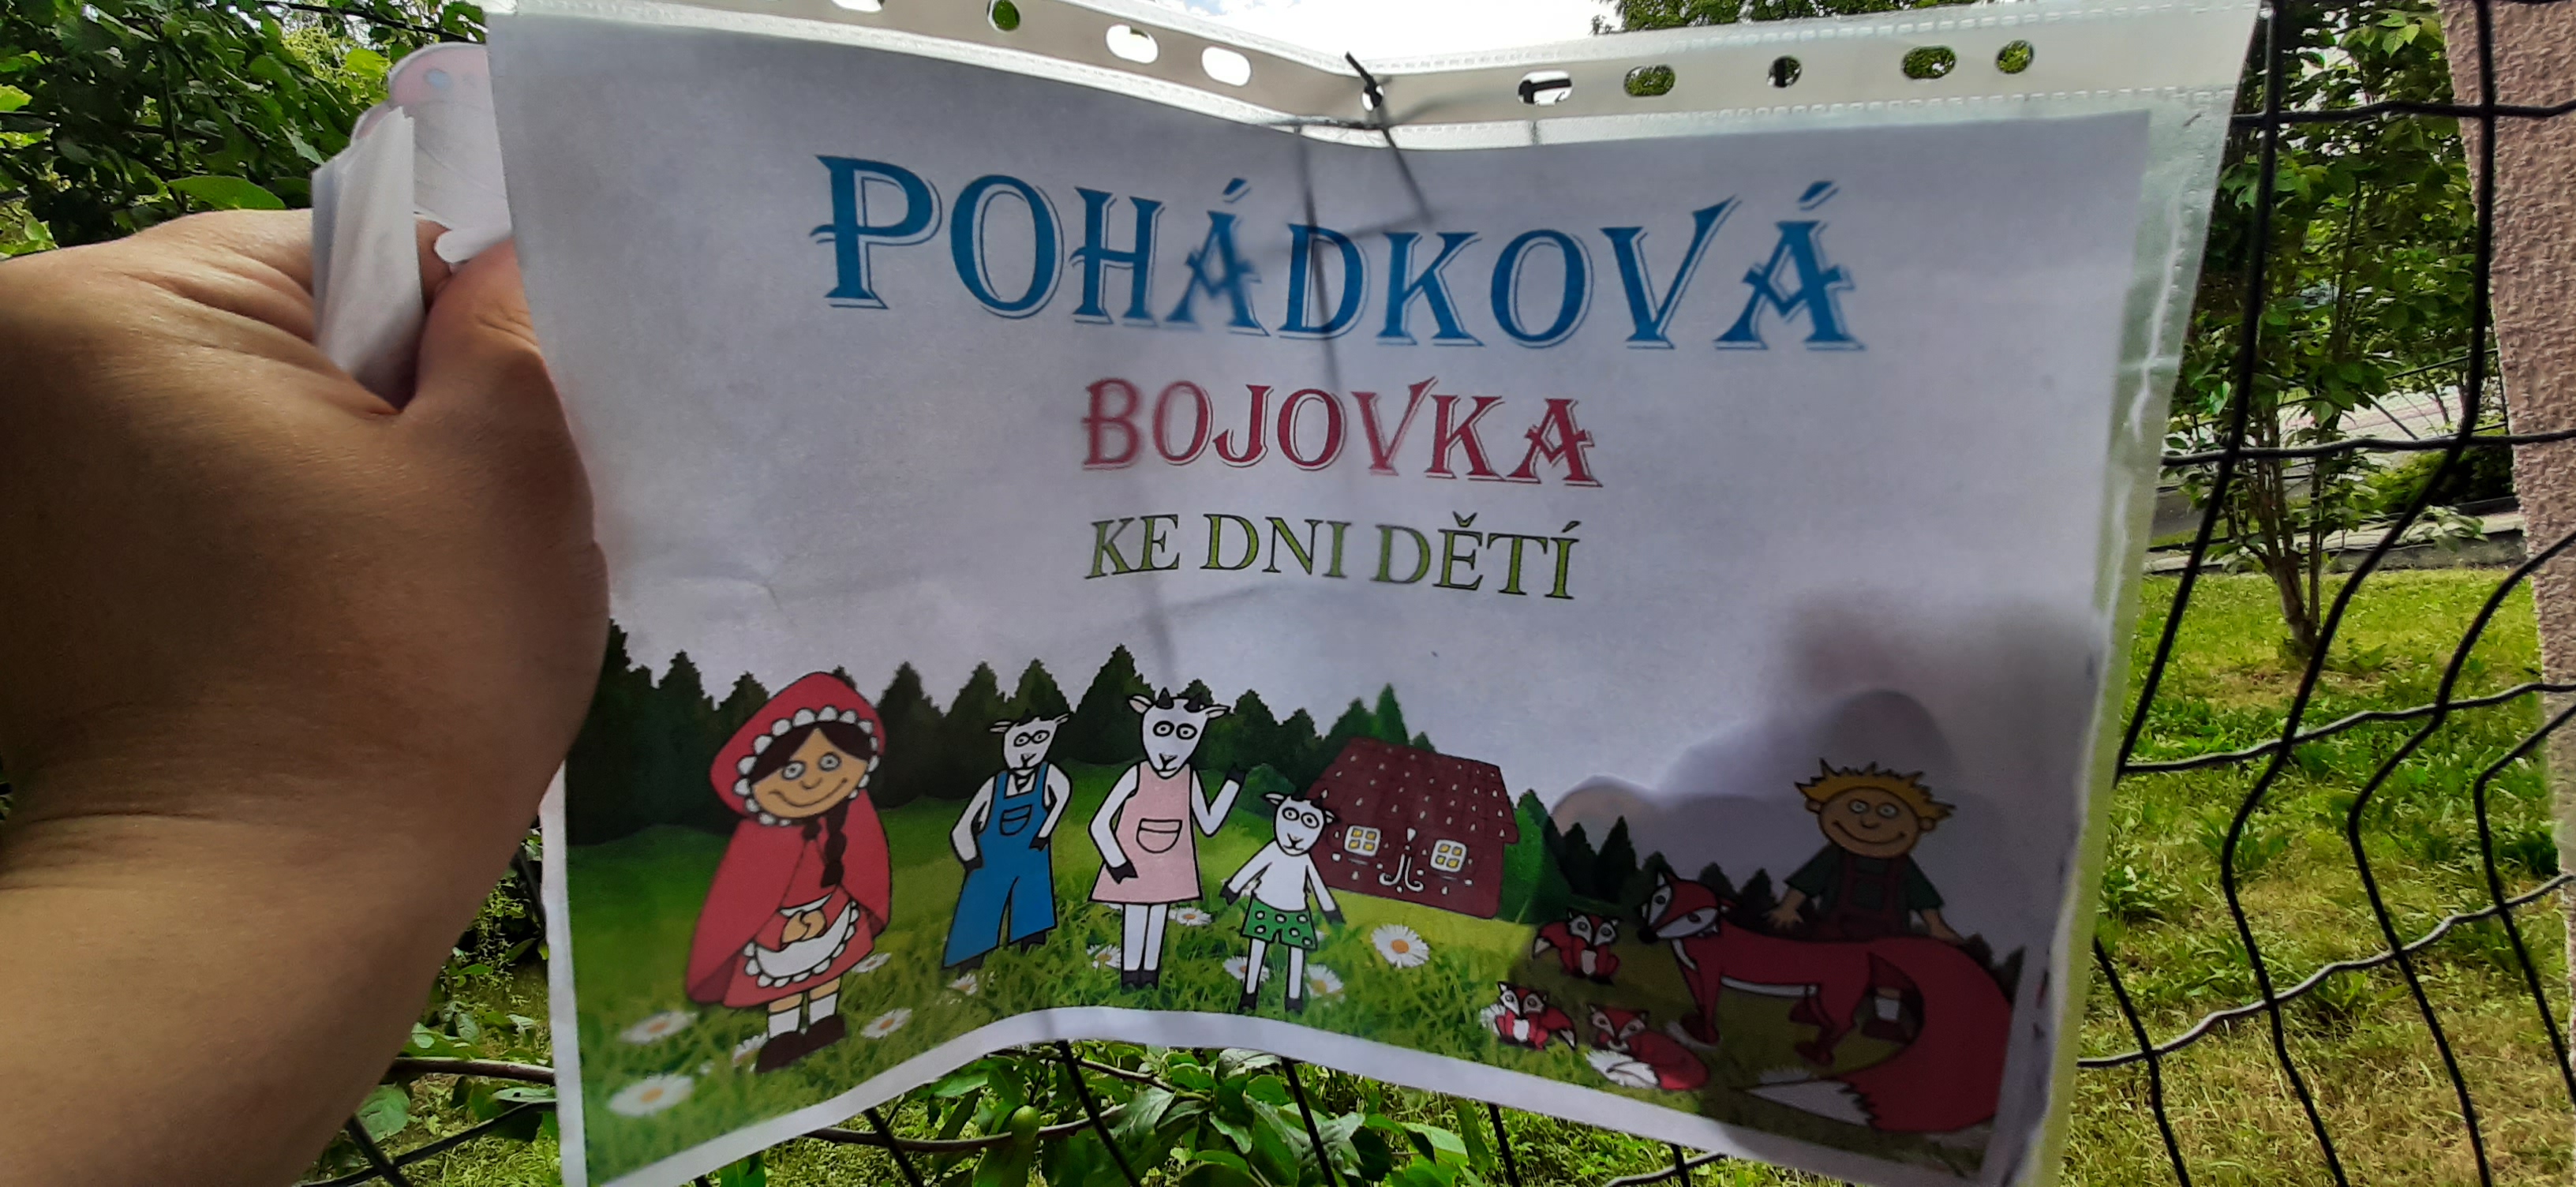 POHÁDKOVÁ
BOJOVKA
KE DNI DĚTÍ